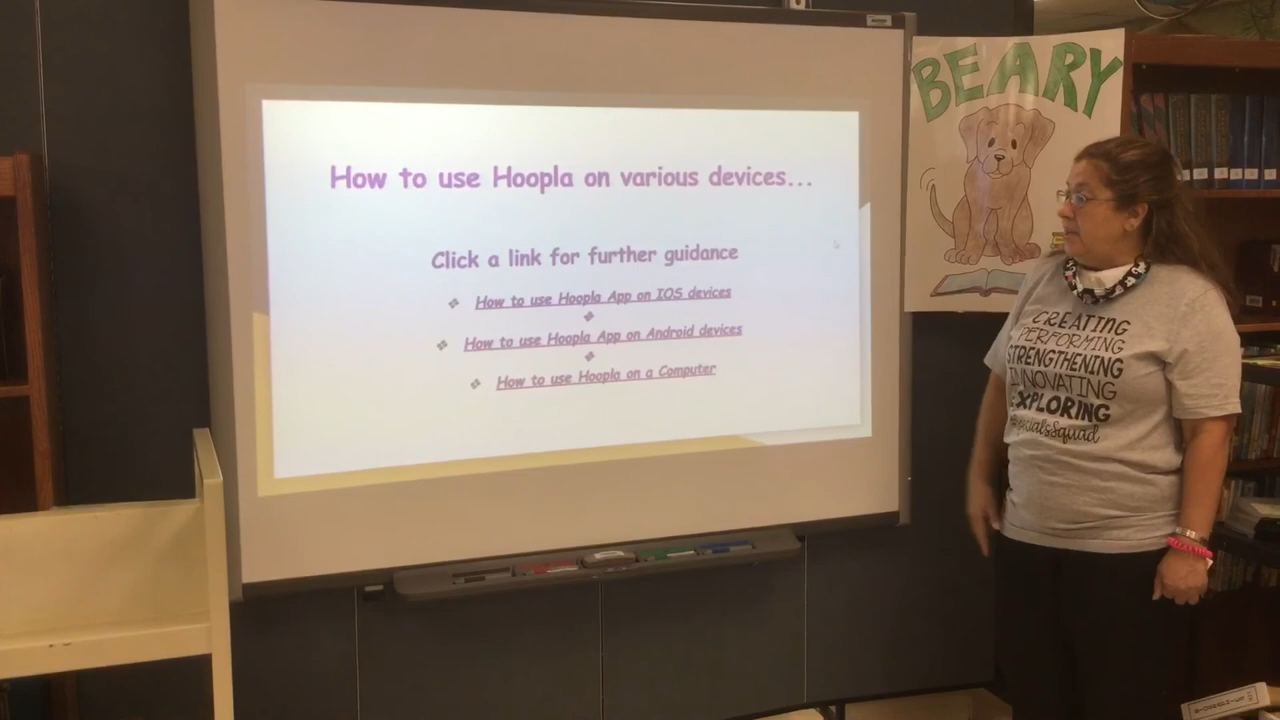 How to use Hoopla on various devices...
Click a link for further guidance
How to use Hoopla App on IOS devices
How to use Hoopla App on Android devices
How to use Hoopla on a Computer
BEARY
CREATING
PERFORMING
STRENGTHENING
INNOVATING
EXPLORING